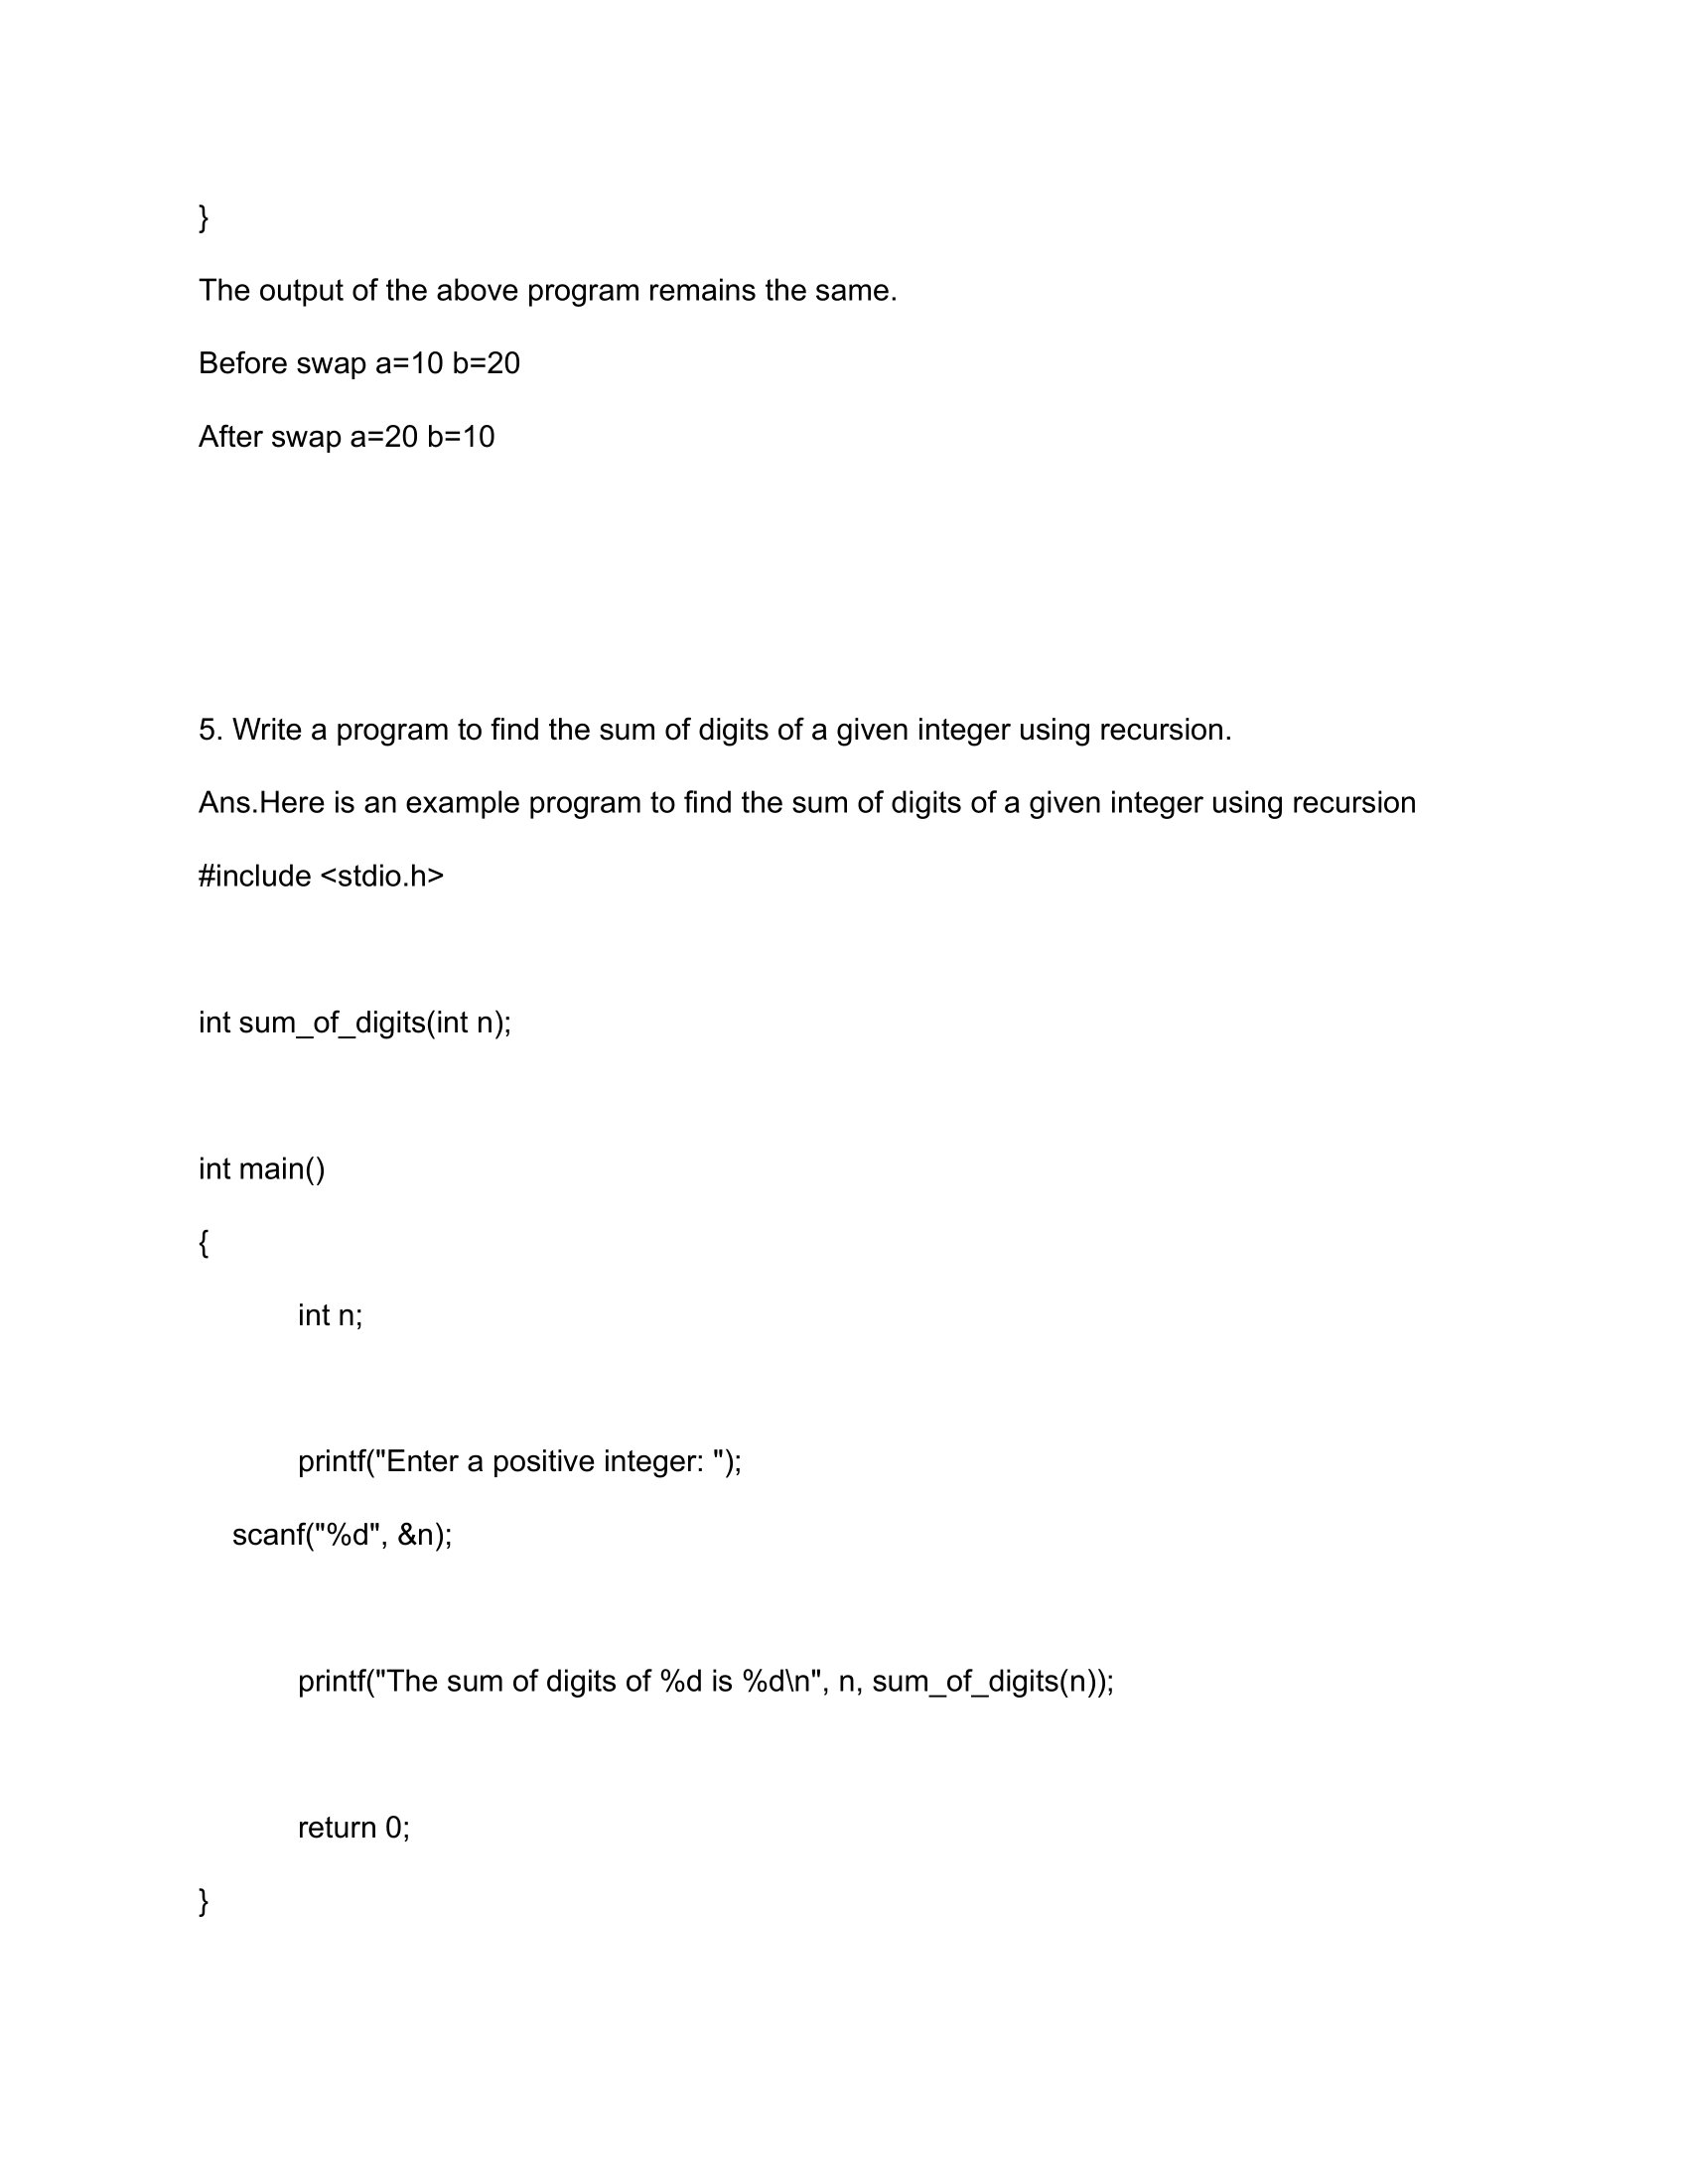 }
The output of the above program remains the same.
Before swap a=10 b=20
After swap a=20 b=10
5. Write a program to find the sum of digits of a given integer using recursion.
Ans.Here is an example program to find the sum of digits of a given integer using recursion
#include <stdio.h>
int sum_of_digits(int n);
int main()
{
int n;
printf("Enter a positive integer: ");
scanf("%d", &n);
printf("The sum of digits of %d is %d\n", n, sum_of_digits(n));
return 0;
}